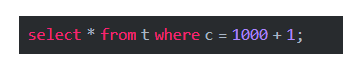 select * from t where c = 1000 + 1;